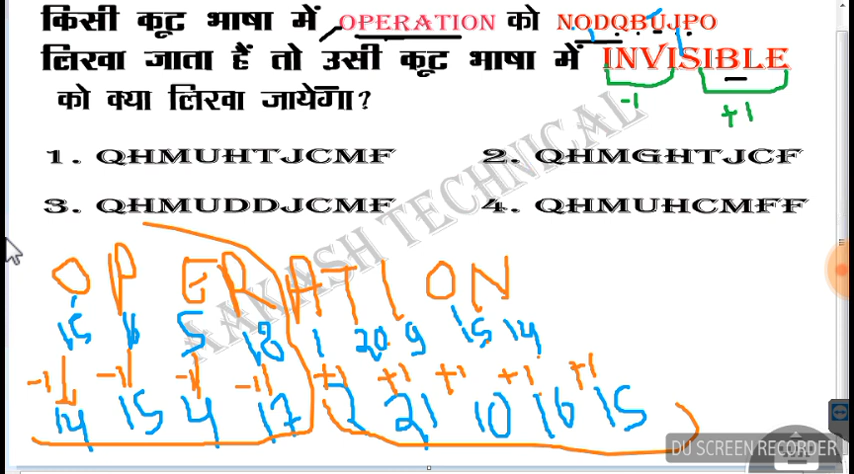 किसी कूट भाषा में OPERATION को NODQBUJPO
लिखा जाता हैं तो उसी कूट भाषा में INVISIBLE
को क्या लिखा जायेगा?
-1 +1
1. QHMUHTJCMF 2. QHMGHTJCF
3. QHMUDDJCMF 4. QHMUHCMFF
AAKASH TECHNICAL
O P E R A T I O N
15 16 5 18 1 20 9 15 14
-1 -1 -1 -1 +1 +1 +1 +1 +1
14 15 4 17 2 21 10 16 15
DU SCREEN RECORDER